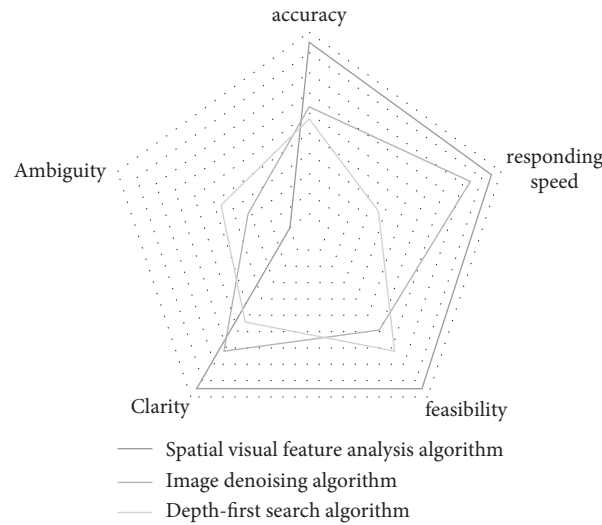 accuracy
responding
speed
Ambiguity
Clarity
feasibility
Spatial visual feature analysis algorithm
Image denoising algorithm
Depth-first search algorithm